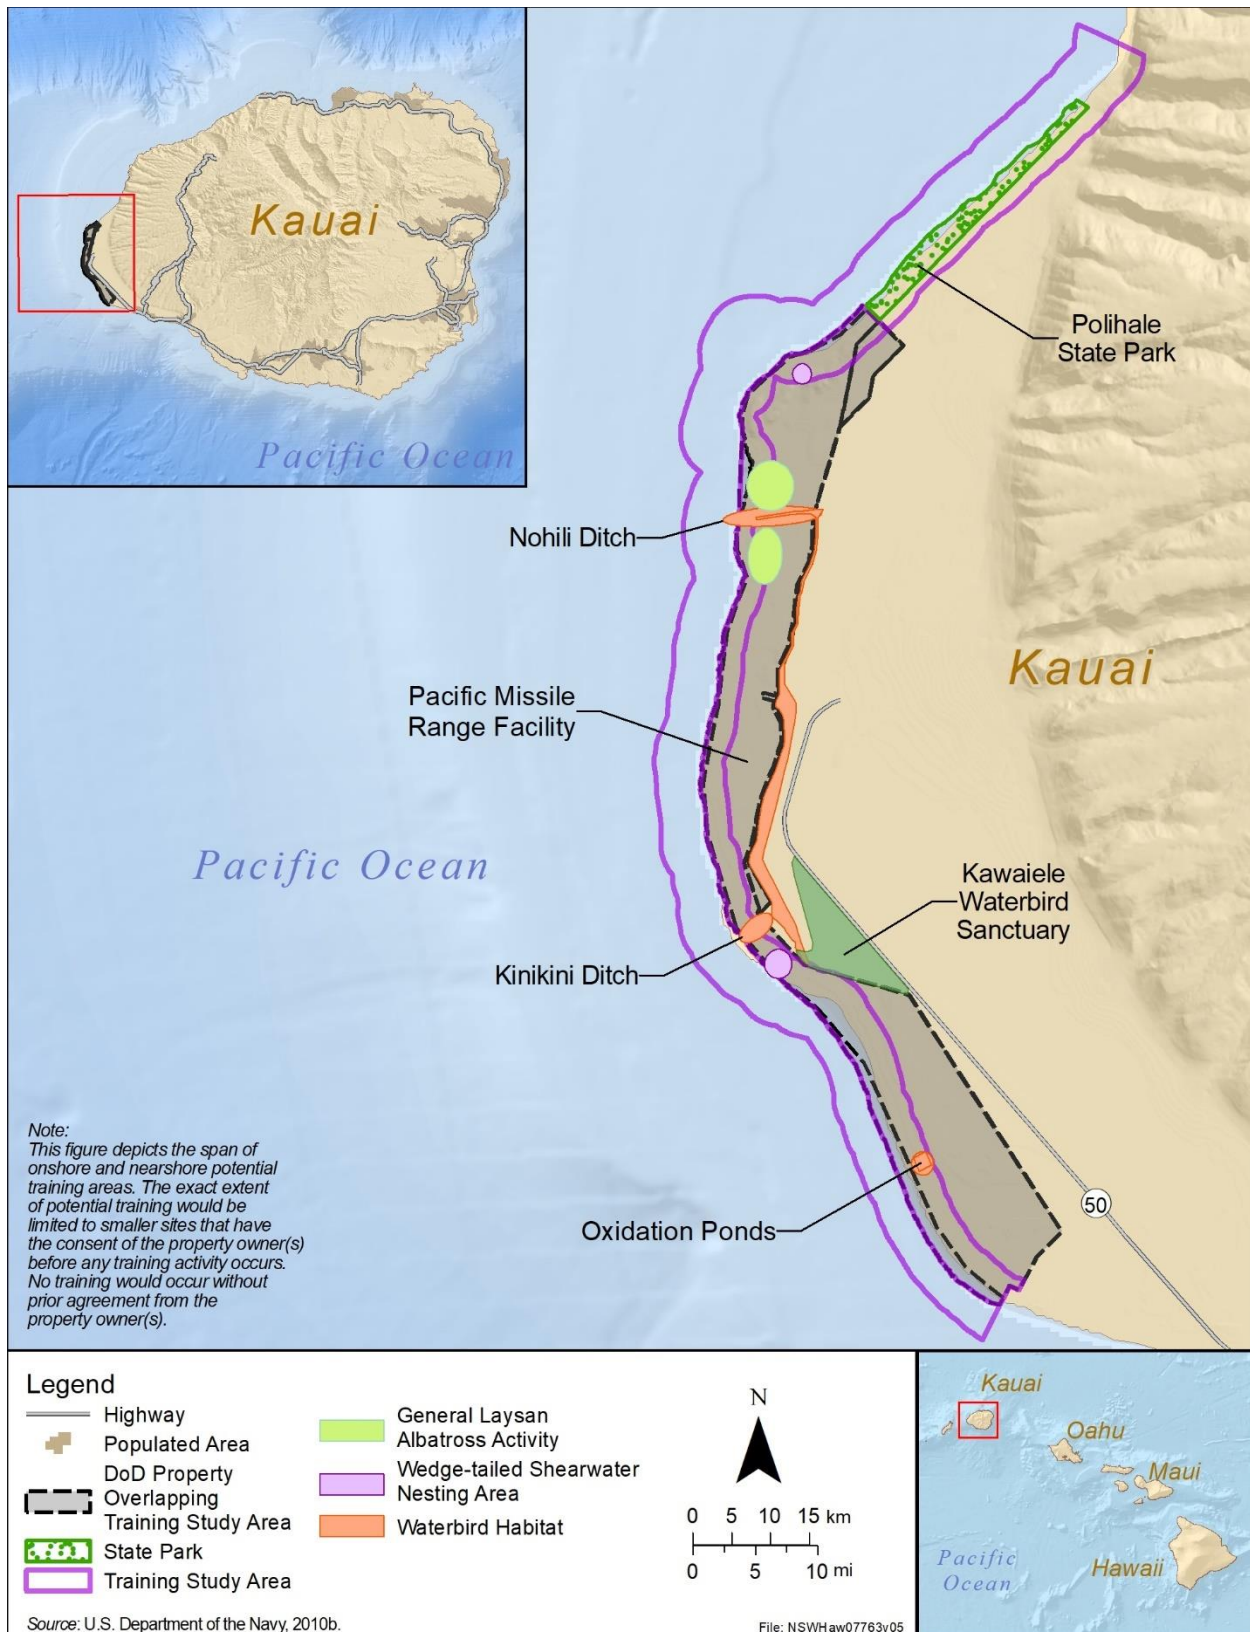 Kauai
Pacific Ocean
Polihale
State Park
Nohili Ditch
Kauai
Pacific Missile
Range Facility
Pacific Ocean
Kawaiele
Waterbird
Sanctuary
Kinikini Ditch
Note:
This figure depicts the span of
onshore and nearshore potential
training areas. The exact extent
of potential training would be
limited to smaller sites that have
the consent of the property owner(s)
before any training activity occurs.
No training would occur without
prior agreement from the
property owner(s).
Oxidation Ponds
50
Legend
Highway
Populated Area
DoD Property
Overlapping
Training Study Area
State Park
Training Study Area
General Laysan
Albatross Activity
Wedge-tailed Shearwater
Nesting Area
Waterbird Habitat
N
0 5 10 15 km
0 5 10 mi
Source: U.S. Department of the Navy, 2010b.
File: NSWHaw07763v05
Kauai
Oahu
Maui
Hawaii
Pacific
Ocean